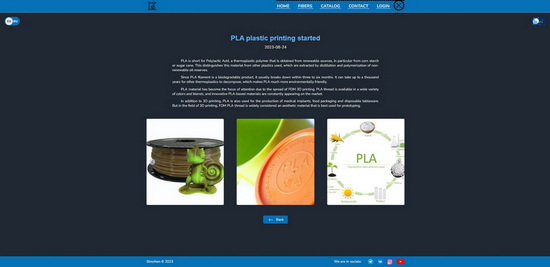 HOME FIBERS CATALOG CONTACT LOGIN
PLA plastic printing started
2023-08-24
PLA is short for Polylactic Acid, a thermoplastic polymer that is obtained from renewable sources, in particular from corn starch
or sugar cane. This distinguishes this material from other plastics used, which are extracted by distillation and polymerization of non-
renewable oil reserves.
Since PLA filament is a biodegradable product, it usually breaks down within three to six months. It can take up to a thousand
years for other thermoplastics to decompose, which makes PLA much more environmentally friendly.
PLA material has become the focus of attention due to the spread of FDM 3D printing. PLA thread is available in a wide variety
of colors and blends, and innovative PLA-based materials are constantly appearing on the market.
In addition to 3D printing, PLA is also used for the production of medical implants, food packaging and disposable tableware.
But in the field of 3D printing, FDM PLA thread is widely considered an aesthetic material that is best used for prototyping.
PLA
PLA
← Back
© 2023
We are in socials: